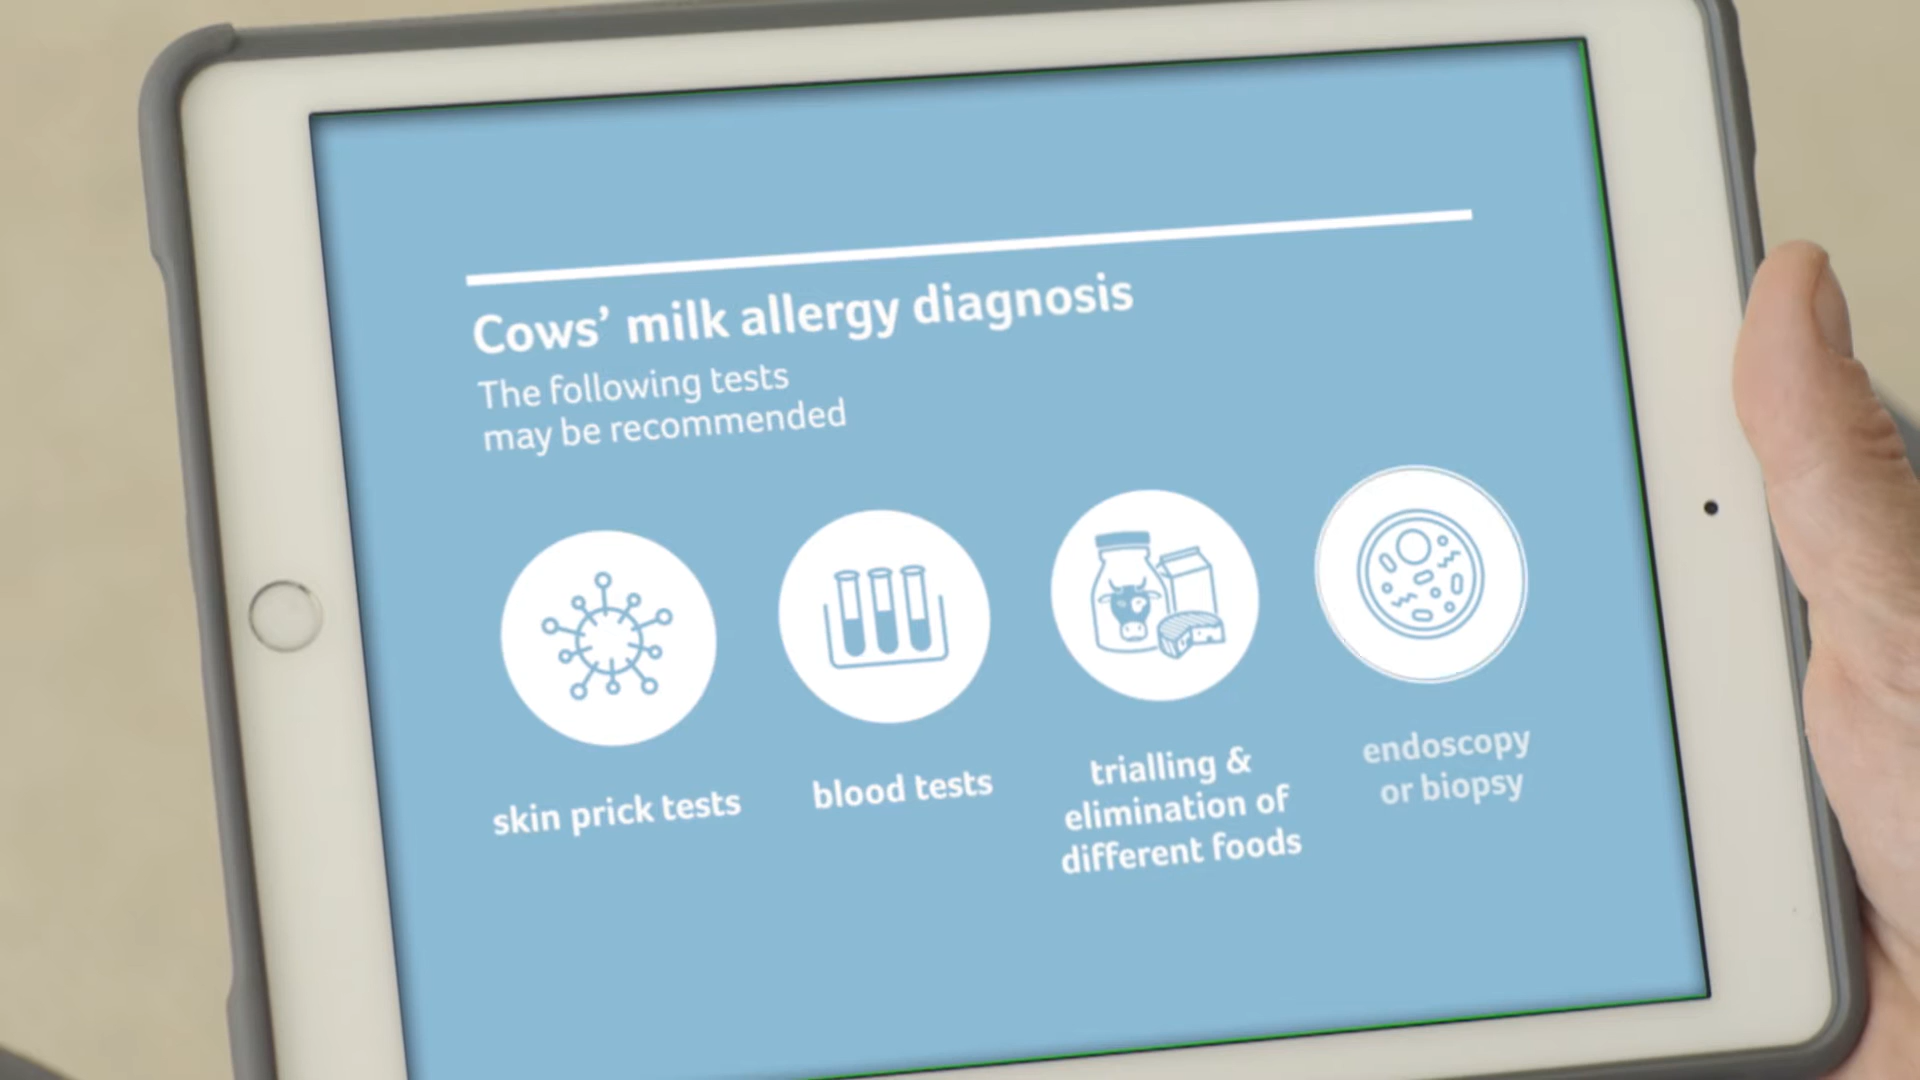 Cows’ milk allergy diagnosis
The following tests
may be recommended
skin prick tests
blood tests
trialling &
elimination of
different foods
endoscopy
or biopsy